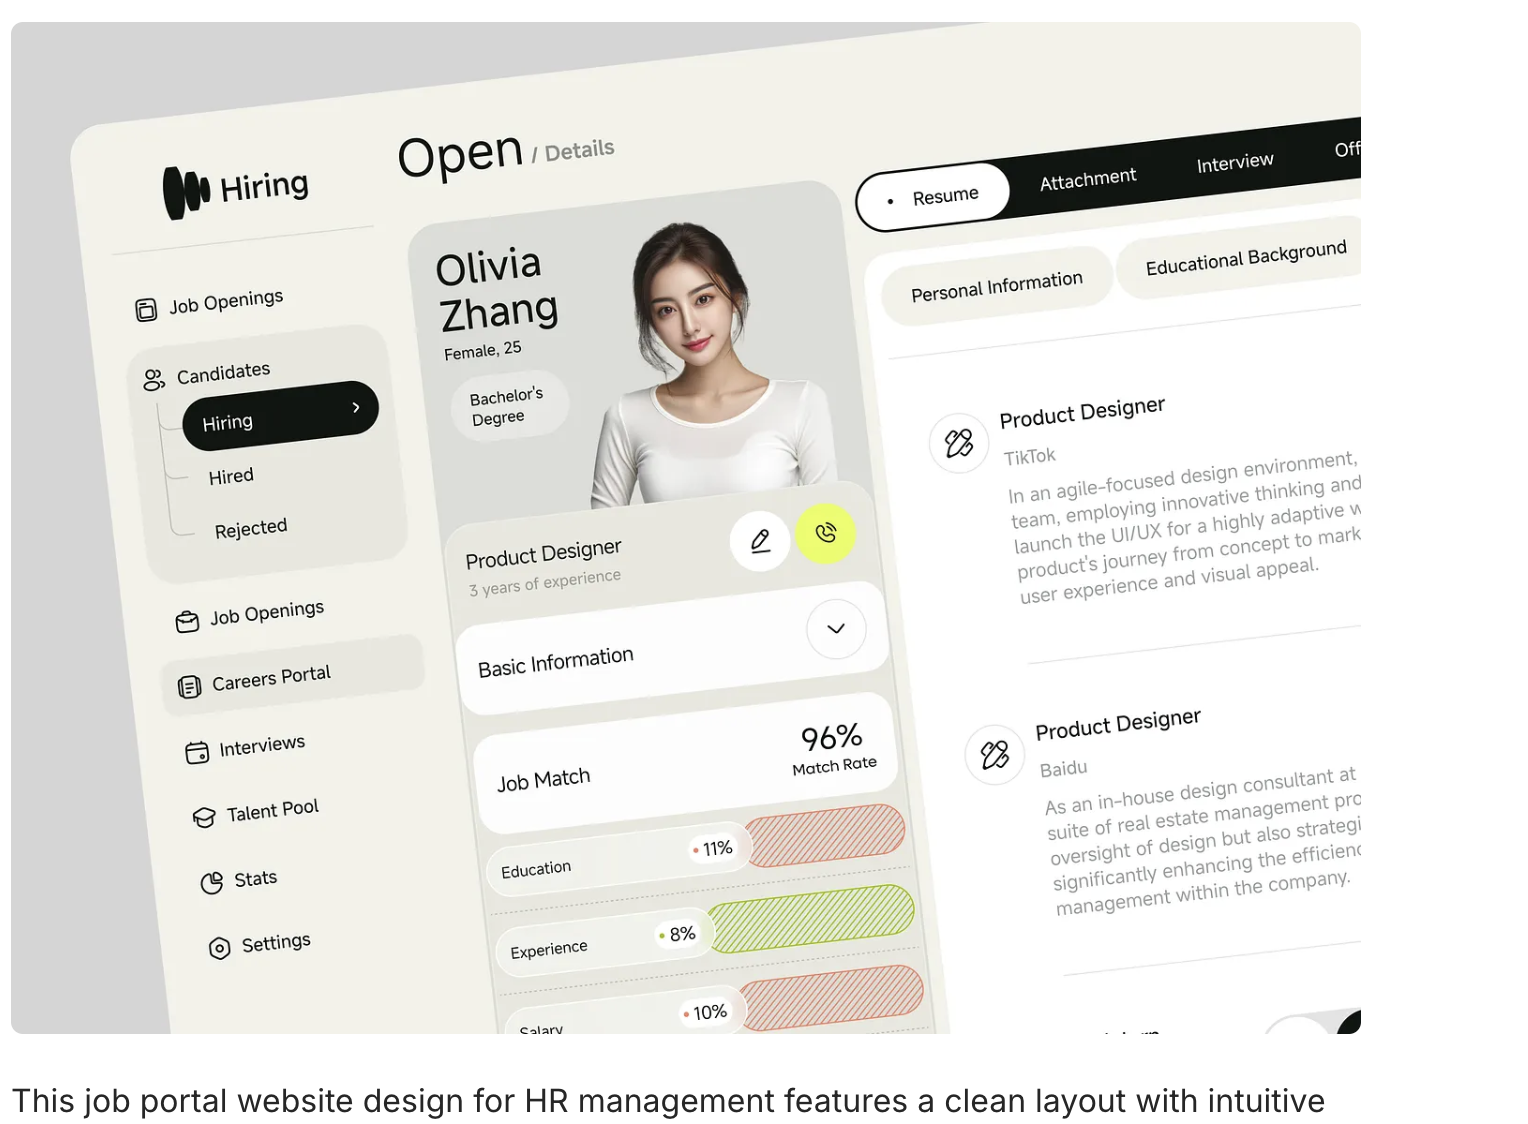 Hiring
Open / Details
Job Openings
Candidates
Hiring
Hired
Rejected
Job Openings
Careers Portal
Interviews
Talent Pool
Stats
Settings
Olivia
Zhang
Female, 25
Bachelor's
Degree
Product Designer
3 years of experience
Basic Information
Job Match
96%
Match Rate
Education
11%
Experience
8%
Salary
10%
Resume
Attachment
Interview
Off
Personal Information
Educational Background
Product Designer
TikTok
In an agile-focused design environment,
team, employing innovative thinking and
launch the UI/UX for a highly adaptive w
product's journey from concept to mark
user experience and visual appeal.
Product Designer
Baidu
As an in-house design consultant at
suite of real estate management pro
oversight of design but also strategi
significantly enhancing the efficienc
management within the company.
This job portal website design for HR management features a clean layout with intuitive